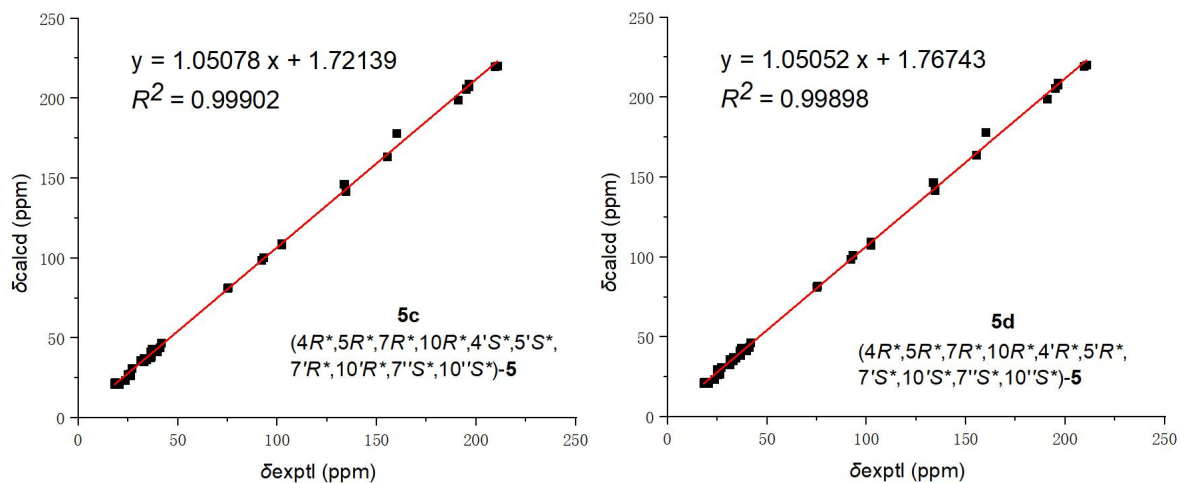 250
200
150
100
50
0
0
50
100
150
200
250
δcalcd (ppm)
δexptl (ppm)
y = 1.05078 x + 1.72139
R² = 0.99902
5c
(4R*,5R*,7R*,10R*,4'S*,5'S*,
7'R*,10'R*,7''S*,10''S*)-5
250
200
150
100
50
0
0
50
100
150
200
250
δcalcd (ppm)
δexptl (ppm)
y = 1.05052 x + 1.76743
R² = 0.99898
5d
(4R*,5R*,7R*,10R*,4'R*,5'R*,
7'S*,10'S*,7''S*,10''S*)-5